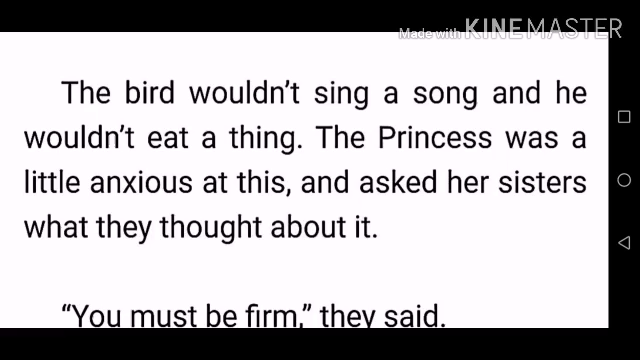 Made with KINEMASTER
The bird wouldn’t sing a song and he
wouldn’t eat a thing. The Princess was a
little anxious at this, and asked her sisters
what they thought about it.
“You must be firm,” they said.